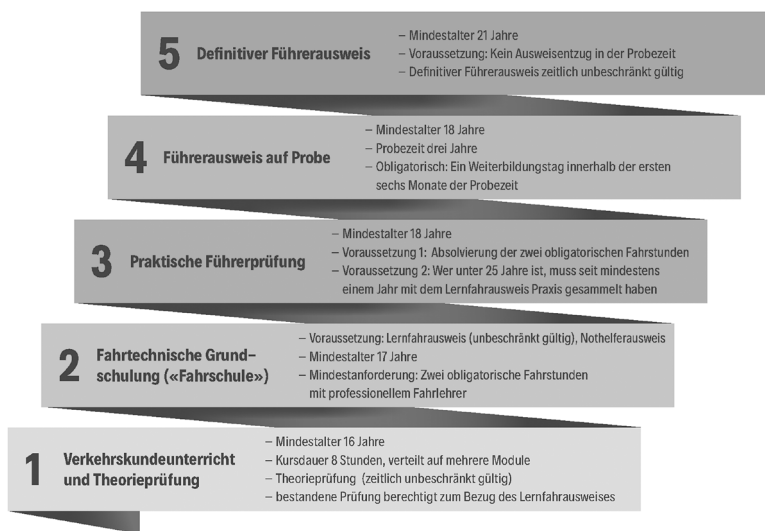 5
Definitiver Führerausweis
– Mindestalter 21 Jahre
– Voraussetzung: Kein Ausweisentzug in der Probezeit
– Definitiver Führerausweis zeitlich unbeschränkt gültig
4
Führerausweis auf Probe
– Mindestalter 18 Jahre
– Probezeit drei Jahre
– Obligatorisch: Ein Weiterbildungstag innerhalb der ersten
sechs Monate der Probezeit
3
Praktische Führerprüfung
– Mindestalter 18 Jahre
– Voraussetzung 1: Absolvierung der zwei obligatorischen Fahrstunden
– Voraussetzung 2: Wer unter 25 Jahre ist, muss seit mindestens
einem Jahr mit dem Lernfahrausweis Praxis gesammelt haben
2
Fahrtechnische Grund–
schulung («Fahrschule»)
– Voraussetzung: Lernfahrausweis (unbeschränkt gültig), Nothelferausweis
– Mindestalter 17 Jahre
– Mindestanforderung: Zwei obligatorische Fahrstunden
mit professionellem Fahrlehrer
1
Verkehrskundeunterricht
und Theorieprüfung
– Mindestalter 16 Jahre
– Kursdauer 8 Stunden, verteilt auf mehrere Module
– Theorieprüfung (zeitlich unbeschränkt gültig)
– bestandene Prüfung berechtigt zum Bezug des Lernfahrausweises